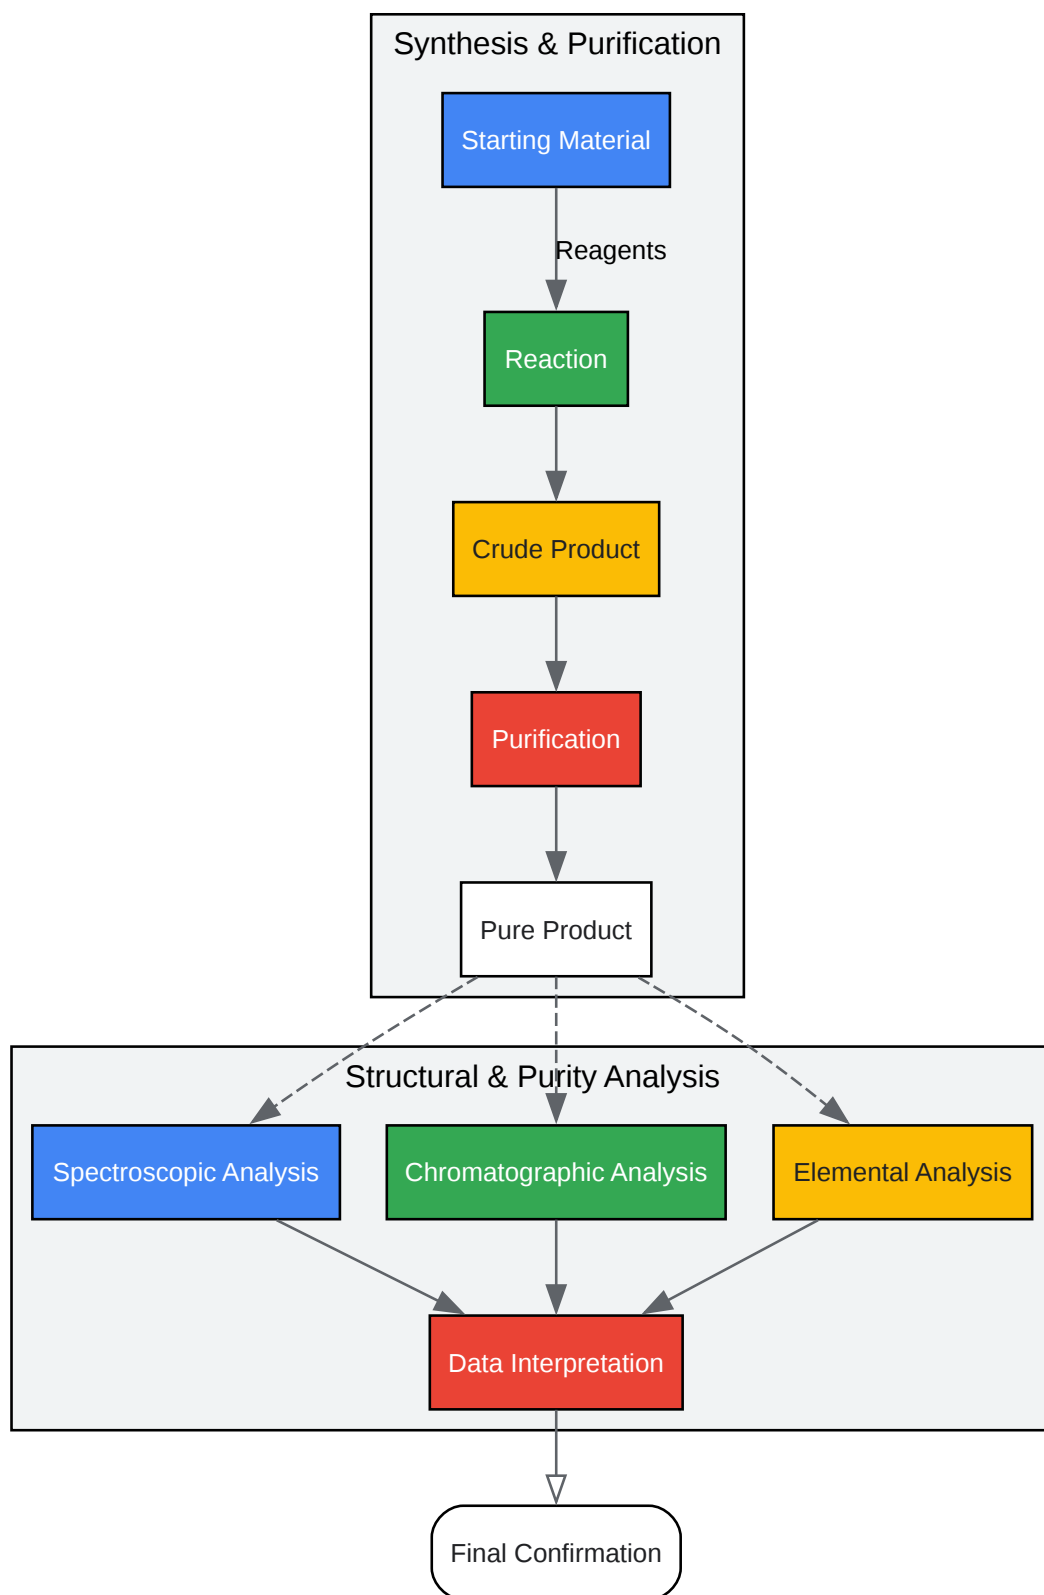 Synthesis & Purification
Starting Material
Reagents
Reaction
Crude Product
Purification
Pure Product
Structural & Purity Analysis
Spectroscopic Analysis
Chromatographic Analysis
Elemental Analysis
Data Interpretation
Final Confirmation